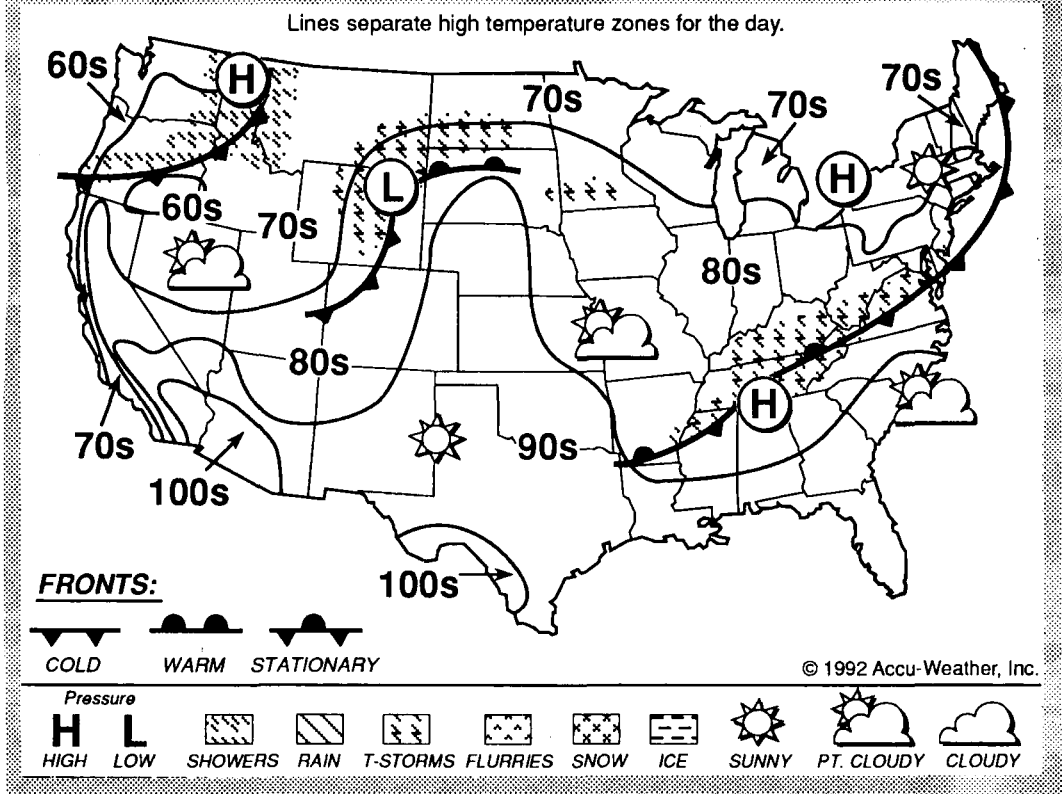 Lines separate high temperature zones for the day.
60s
H
70s
70s
70s
H
L
60s
70s
80s
80s
H
70s
90s
100s
100s
FRONTS:
COLD WARM STATIONARY
© 1992 Accu-Weather, Inc.
Pressure
H L
HIGH LOW SHOWERS RAIN T-STORMS FLURRIES SNOW ICE SUNNY PT. CLOUDY CLOUDY